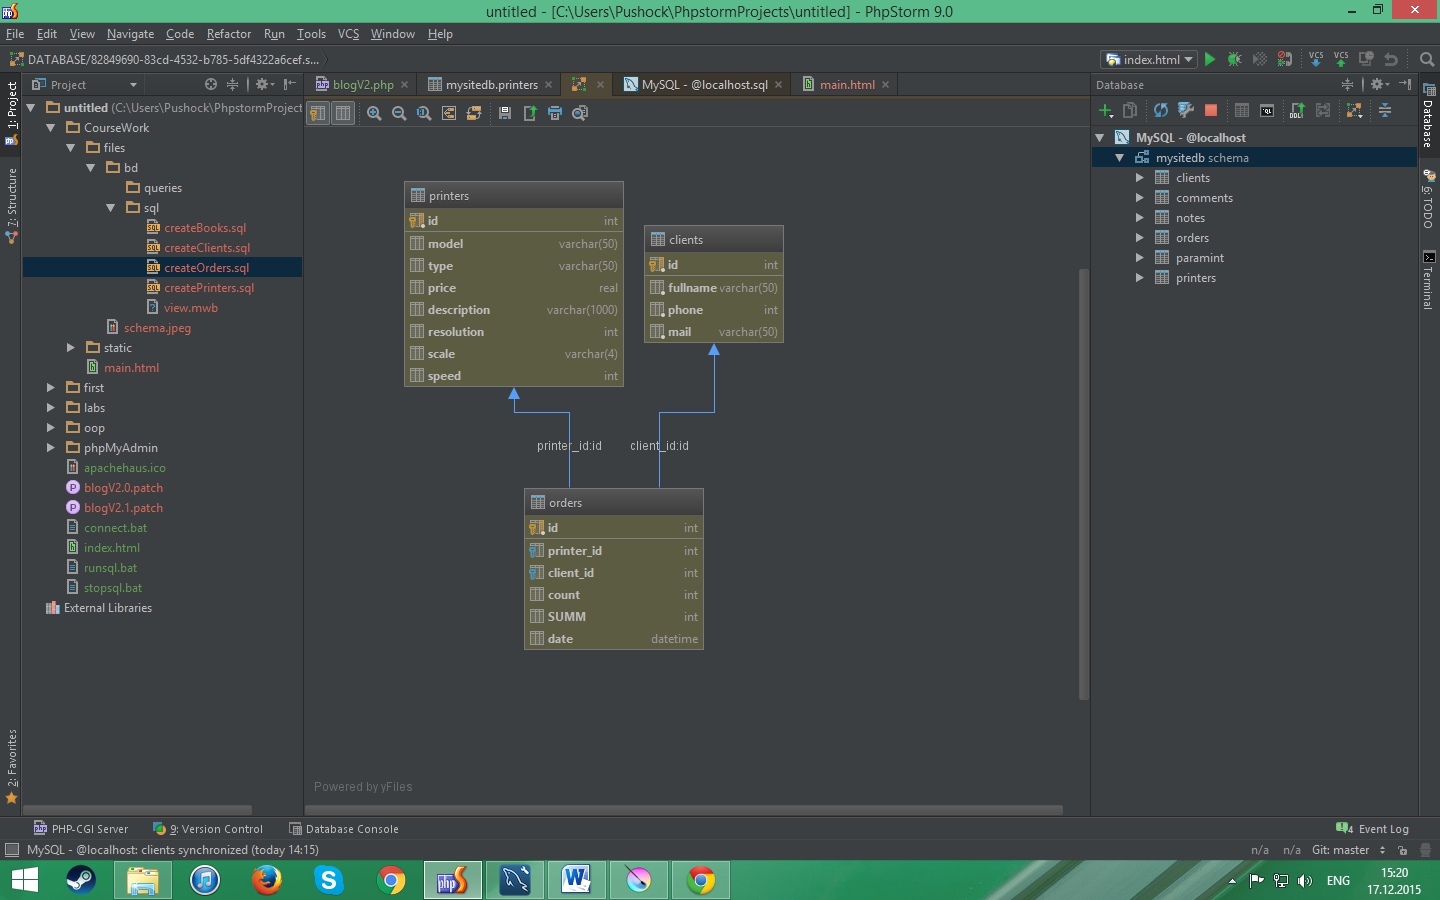 untitled - [C:\Users\Pushock\PhpstormProjects\untitled] - PhpStorm 9.0
File Edit View Navigate Code Refactor Run Tools VCS Window Help
DATABASE/82849690-83cd-4532-b785-5df4322a6cef.s...
index.html
VCS VCS
1: Project
7: Structure
2: Favorites
Project
untitled (C:\Users\Pushock\PhpstormProject
CourseWork
files
bd
queries
sql
createBooks.sql
createClients.sql
createOrders.sql
createPrinters.sql
view.mwb
schema.jpeg
static
main.html
first
labs
oop
phpMyAdmin
apachehaus.ico
blogV2.0.patch
blogV2.1.patch
connect.bat
index.html
runsql.bat
stopsql.bat
External Libraries
blogV2.php mysitedb.printers MySQL - @localhost.sql main.html
printers
id int
model varchar(50)
type varchar(50)
price real
description varchar(1000)
resolution int
scale varchar(4)
speed int
clients
id int
fullname varchar(50)
phone int
mail varchar(50)
printer_id:id client_id:id
orders
id int
printer_id int
client_id int
count int
SUMM int
date datetime
Powered by yFiles
Database
MySQL - @localhost
mysitedb schema
clients
comments
notes
orders
paramint
printers
Database
6: TODO
Terminal
PHP-CGI Server 9: Version Control Database Console 4 Event Log
MySQL - @localhost: clients synchronized (today 14:15) n/a n/a Git: master
ENG 15:20
17.12.2015